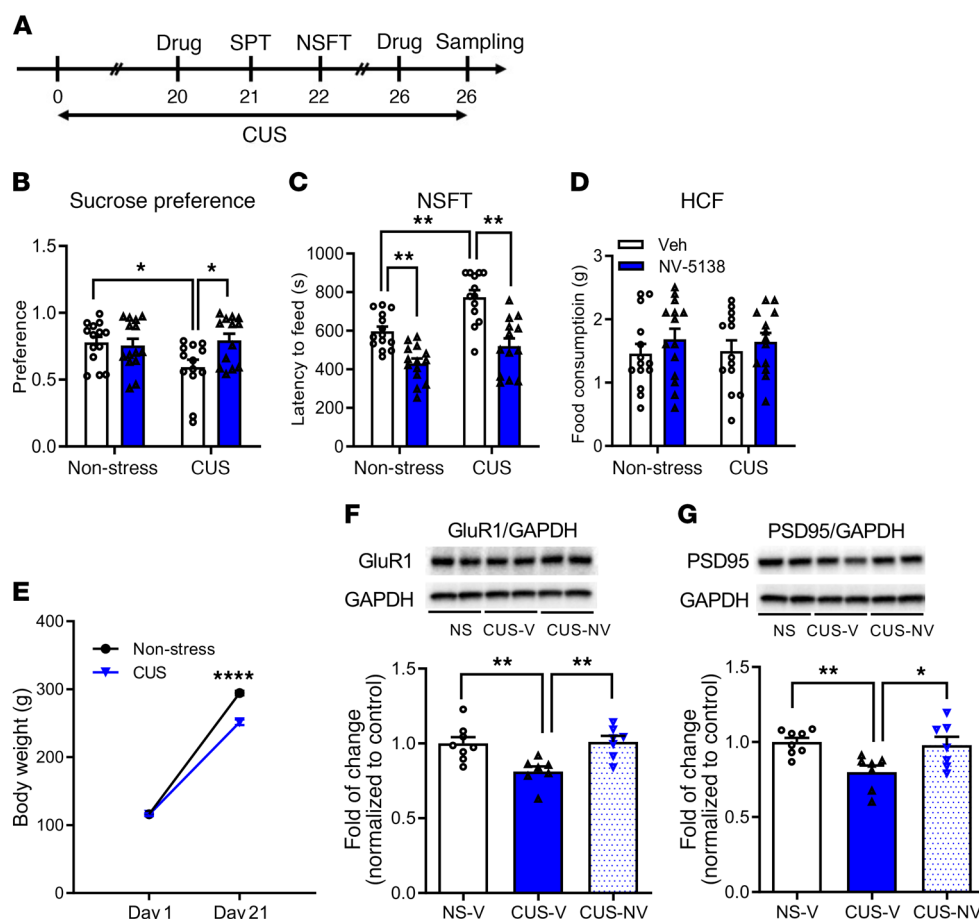 A
Drug SPT NSFT Drug Sampling
0 20 21 22 26 26
CUS
B
Sucrose preference
Preference
1.5
1.0
0.5
0.0
* *
Non-stress CUS
C
NSFT
Latency to feed (s)
1000
800
600
400
200
0
** ** **
Non-stress CUS
D
HCF
Food consumptioin (g)
3
2
1
0
Veh
NV-5138
Non-stress CUS
E
Body weight (g)
400
300
200
100
0
Non-stress
CUS
****
Day 1 Day 21
F
GluR1/GAPDH
GluR1
GAPDH
NS CUS-V CUS-NV
Fold of change
(normalized to control)
1.5
1.0
0.5
0.0
** **
NS-V CUS-V CUS-NV
G
PSD95/GAPDH
PSD95
GAPDH
NS CUS-V CUS-NV
Fold of change
(normalized to control)
1.5
1.0
0.5
0.0
** *
NS-V CUS-V CUS-NV